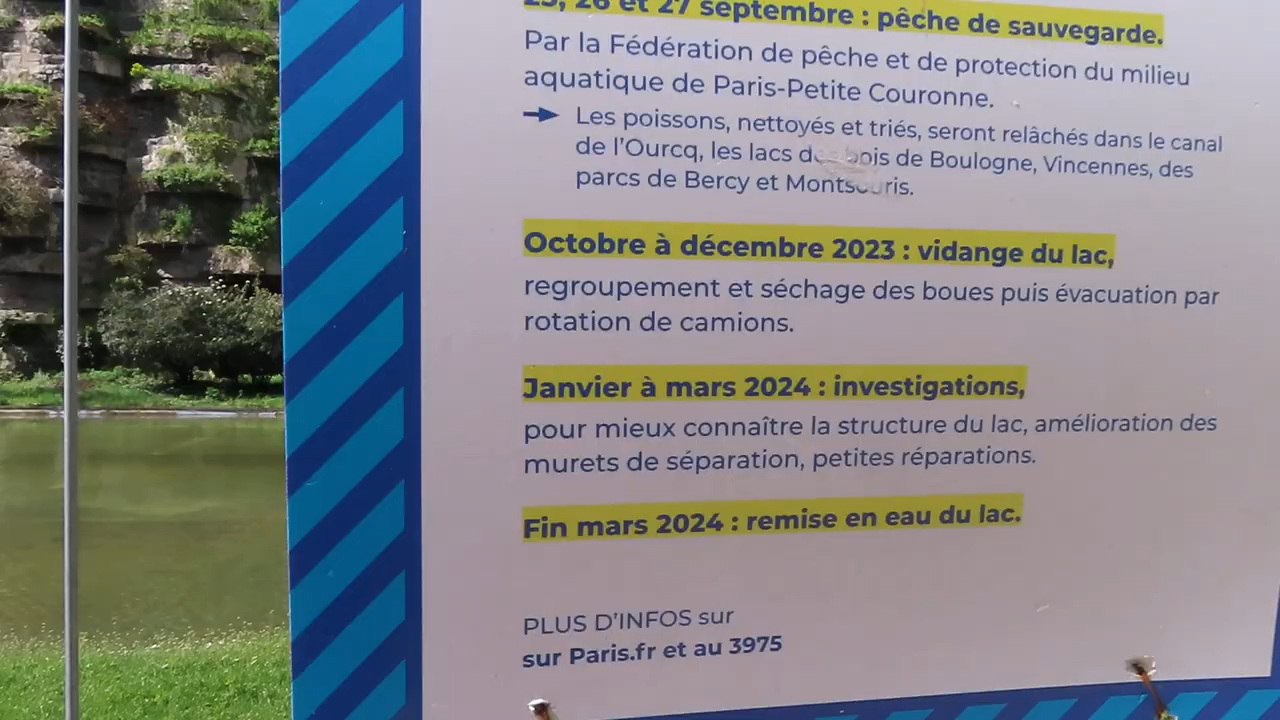 25, 26 et 27 septembre : pêche de sauvegarde.
Par la Fédération de pêche et de protection du milieu
aquatique de Paris-Petite Couronne.
Les poissons, nettoyés et triés, seront relâchés dans le canal
de l'Ourcq, les lacs des bois de Boulogne, Vincennes, des
parcs de Bercy et Montsouris.
Octobre à décembre 2023 : vidange du lac,
regroupement et séchage des boues puis évacuation par
rotation de camions.
Janvier à mars 2024 : investigations,
pour mieux connaître la structure du lac, amélioration des
murets de séparation, petites réparations.
Fin mars 2024 : remise en eau du lac.
PLUS D'INFOS sur
sur Paris.fr et au 3975